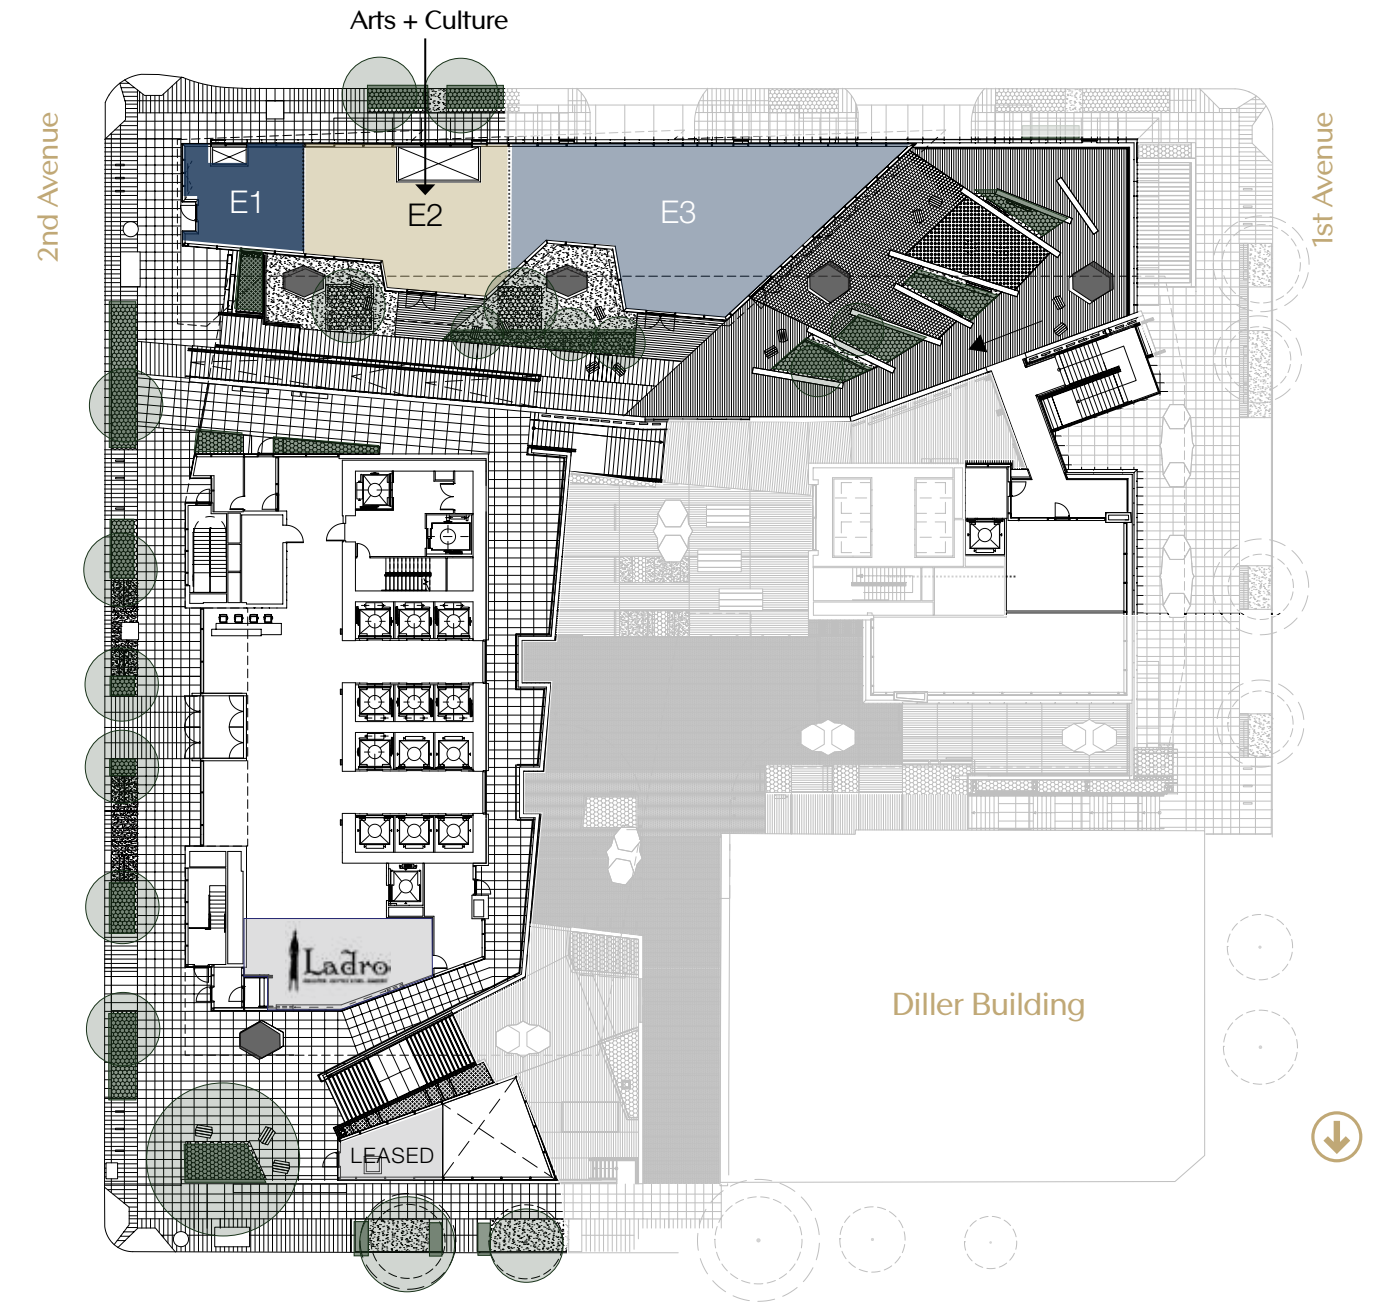 Arts + Culture
2nd Avenue
1st Avenue
E1
E2
E3
Ladro
Diller Building
LEASED